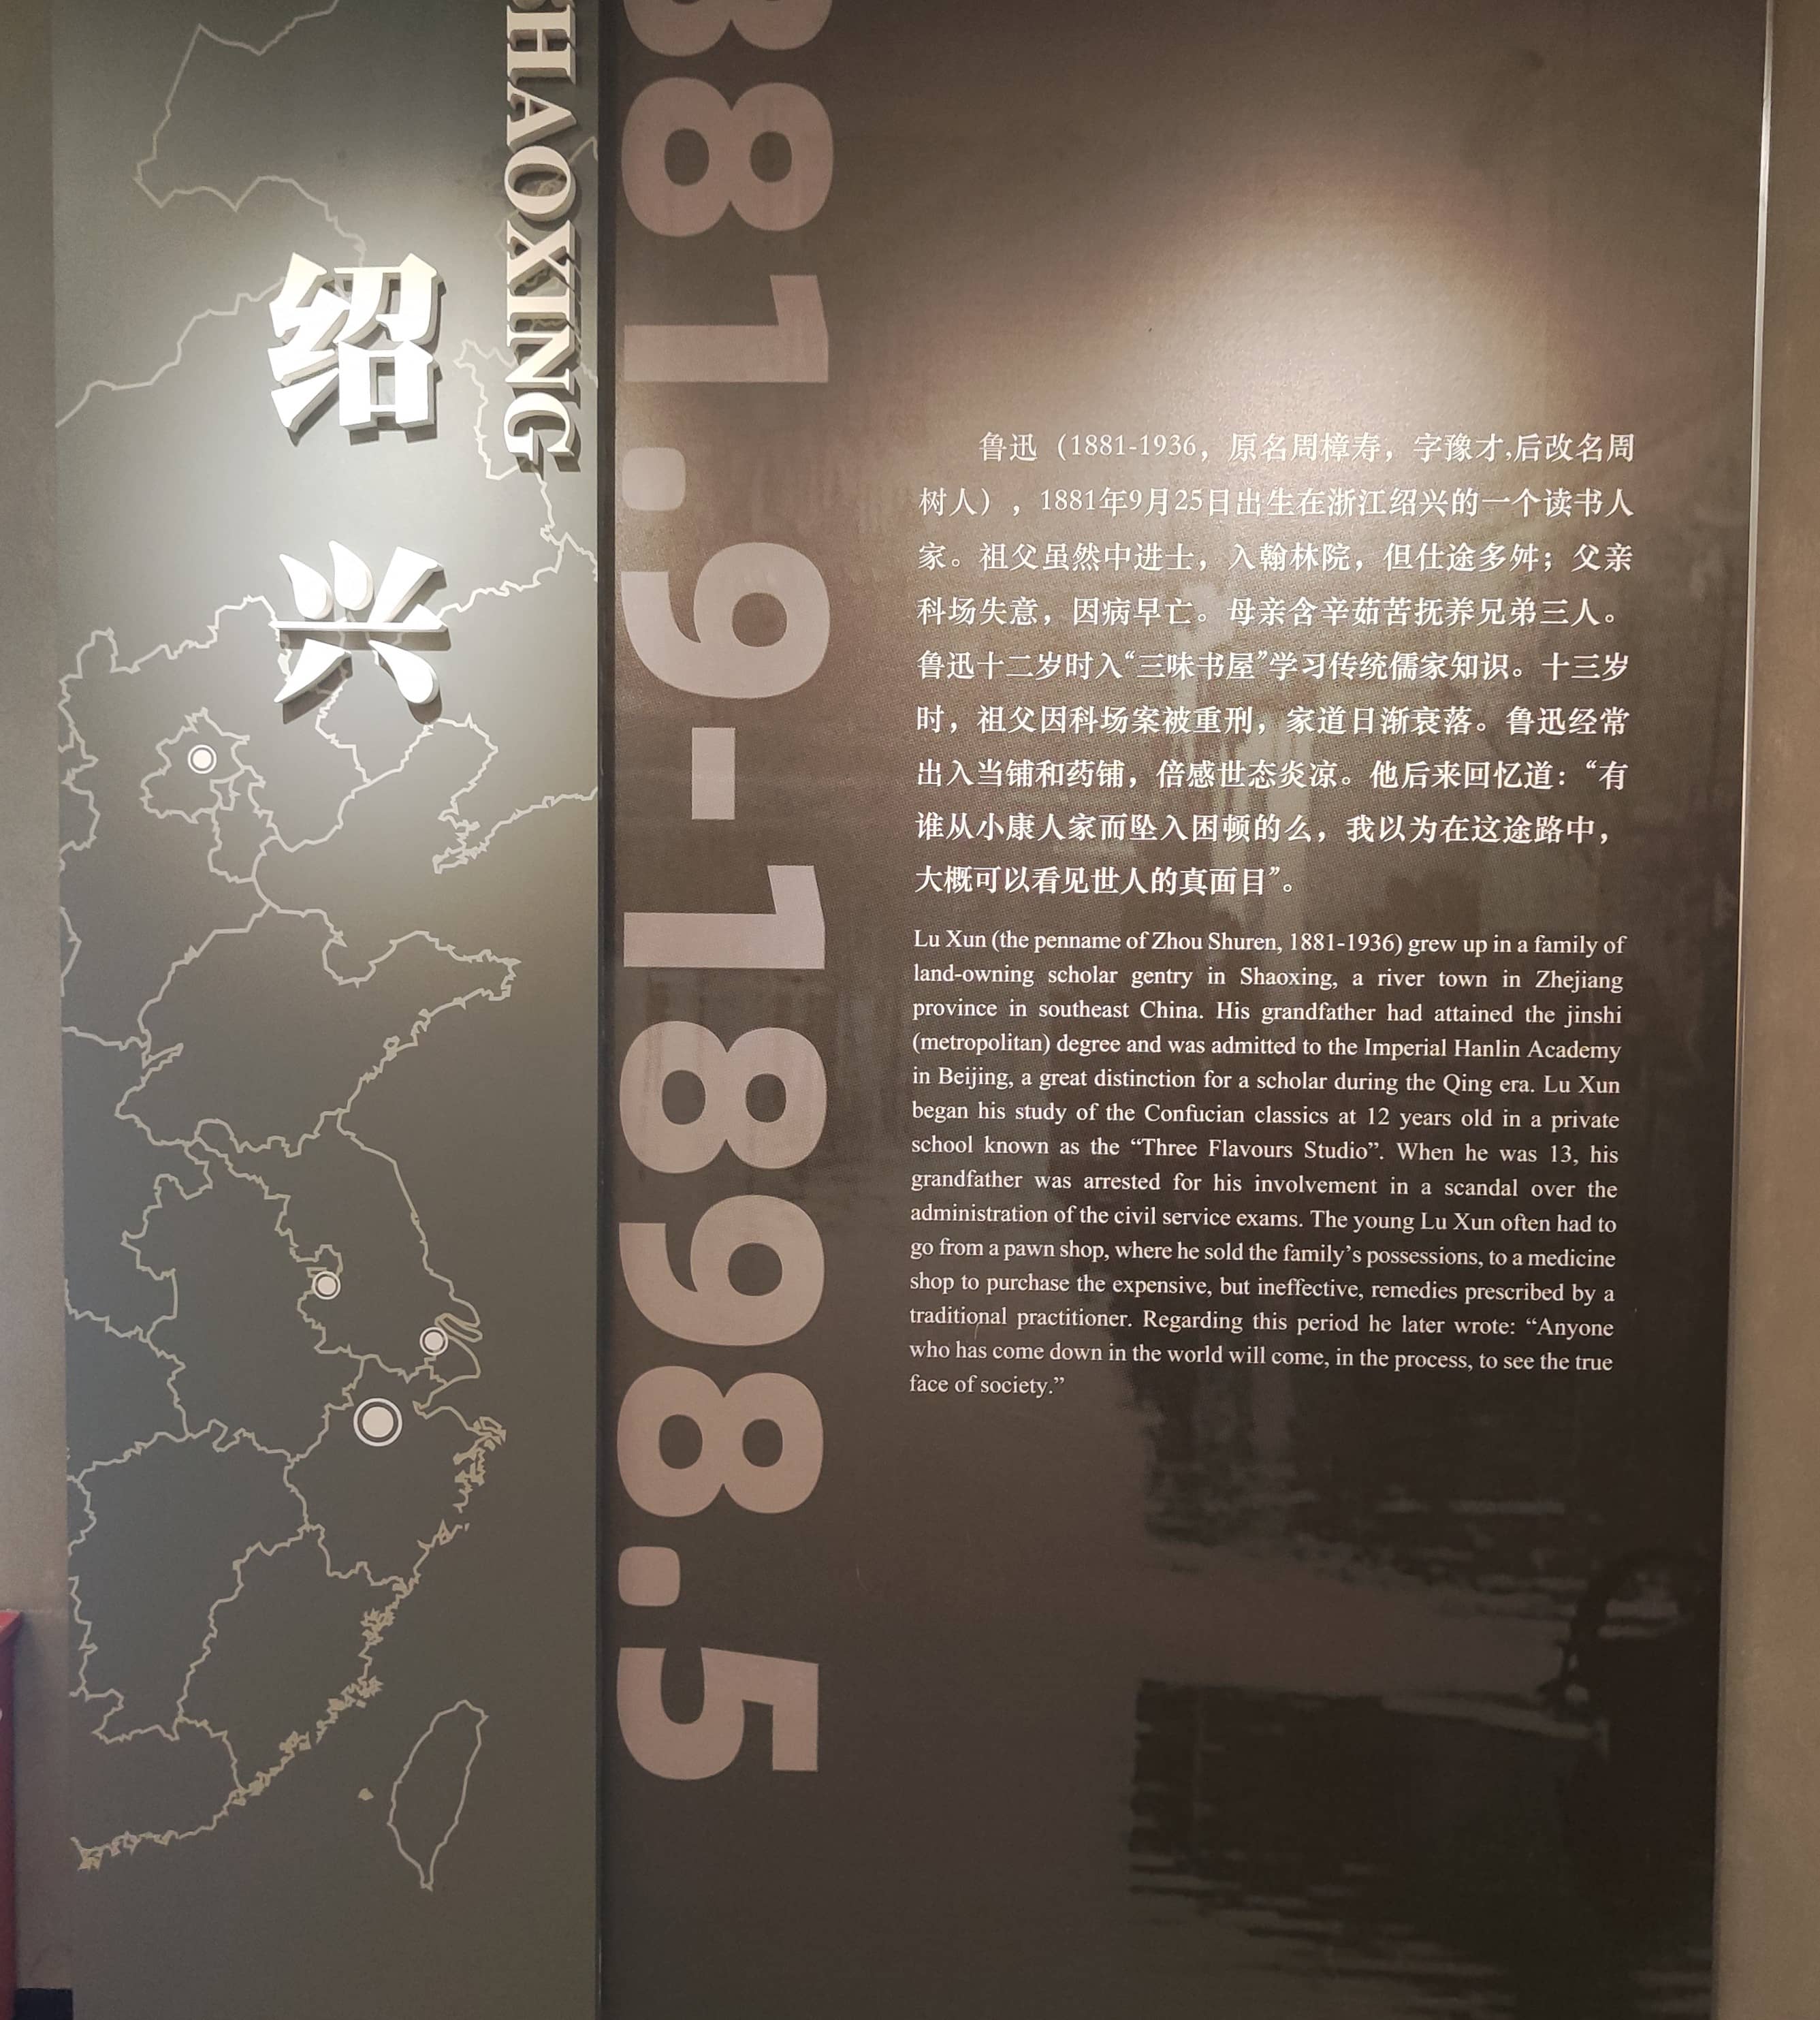 绍兴
HAOXING
881.9-1898.5
鲁迅（1881-1936，原名周樟寿，字豫才,后改名周
树人），1881年9月25日出生在浙江绍兴的一个读书人
家。祖父虽然中进士，入翰林院，但仕途多舛；父亲
科场失意，因病早亡。母亲含辛茹苦抚养兄弟三人。
鲁迅十二岁时入“三味书屋”学习传统儒家知识。十三岁
时，祖父因科场案被重刑，家道日渐衰落。鲁迅经常
出入当铺和药铺，倍感世态炎凉。他后来回忆道：“有
谁从小康人家而坠入困顿的么，我以为在这途路中，
大概可以看见世人的真面目”。
Lu Xun (the penname of Zhou Shuren, 1881-1936) grew up in a family of
land-owning scholar gentry in Shaoxing, a river town in Zhejiang
province in southeast China. His grandfather had attained the jinshi
(metropolitan) degree and was admitted to the Imperial Hanlin Academy
in Beijing, a great distinction for a scholar during the Qing era. Lu Xun
began his study of the Confucian classics at 12 years old in a private
school known as the “Three Flavours Studio”. When he was 13, his
grandfather was arrested for his involvement in a scandal over the
administration of the civil service exams. The young Lu Xun often had to
go from a pawn shop, where he sold the family’s possessions, to a medicine
shop to purchase the expensive, but ineffective, remedies prescribed by a
traditional practitioner. Regarding this period he later wrote: “Anyone
who has come down in the world will come, in the process, to see the true
face of society.”